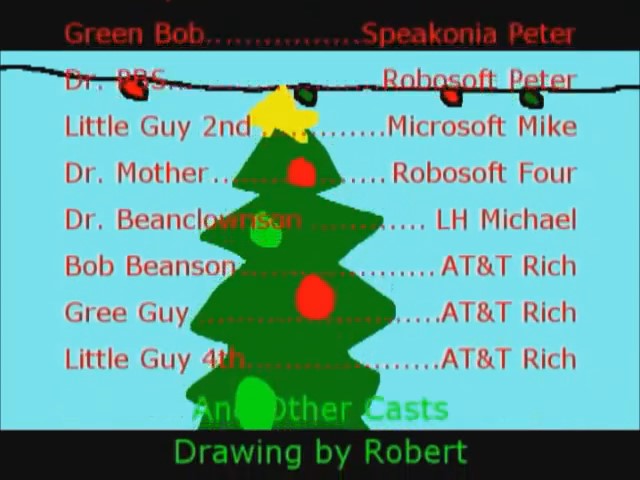 Green Bob................Speakonia Peter
Dr. PBS.....................Robosoft Peter
Little Guy 2nd ............Microsoft Mike
Dr. Mother..................Robosoft Four
Dr. Beanclownson ............ LH Michael
Bob Beanson.....................AT&T Rich
Gree Guy ..........................AT&T Rich
Little Guy 4th....................AT&T Rich
And Other Casts
Drawing by Robert